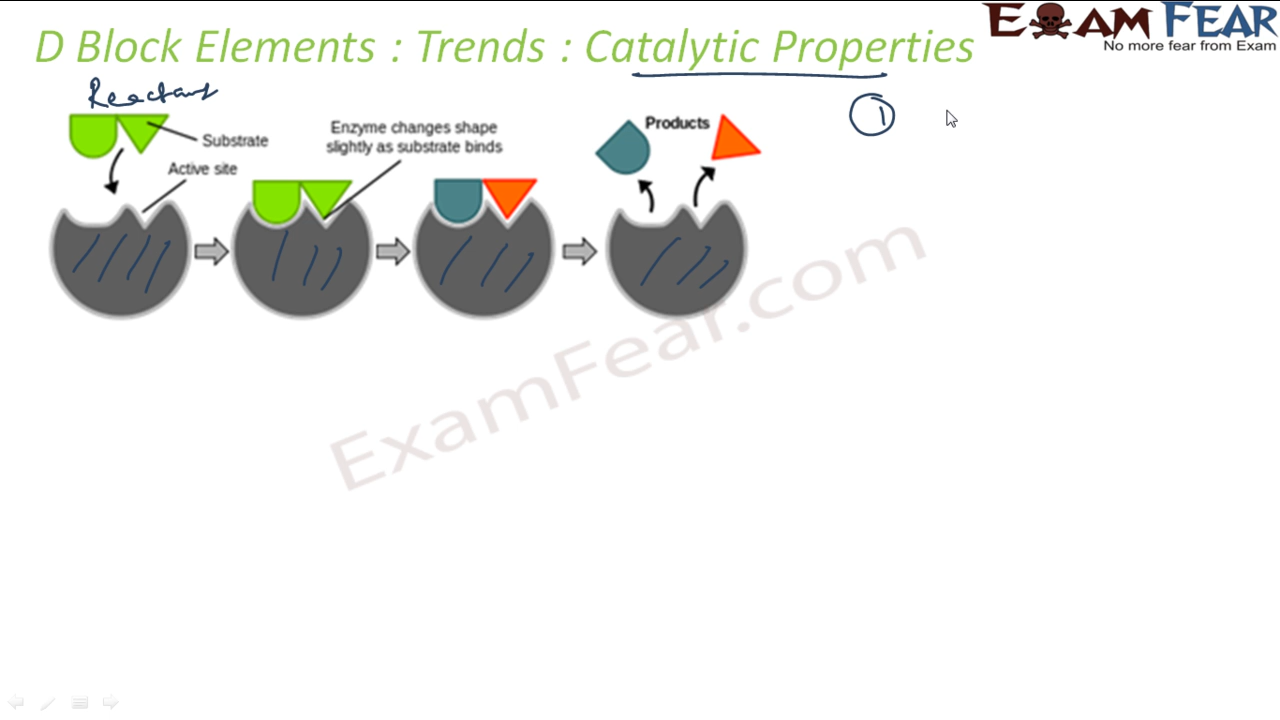 D Block Elements : Trends : Catalytic Properties
EXAM FEAR
No more fear from Exam
Reactant
Substrate
Active site
Enzyme changes shape
slightly as substrate binds
Products
1
ExamFear.com